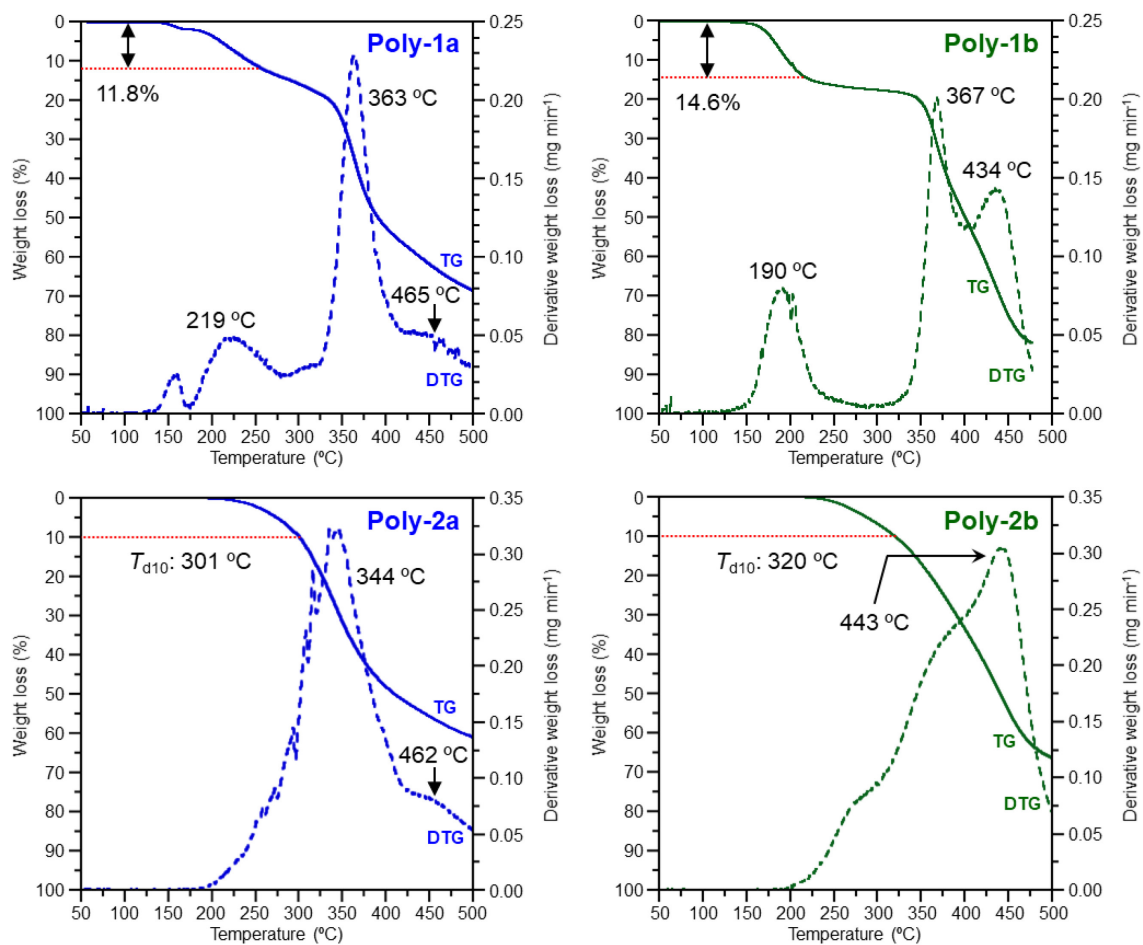 Poly-1a
0
10
20
30
40
50
60
70
80
90
100
Weight loss (%)
11.8%
363 ºC
219 ºC
465 ºC
TG
DTG
0.25
0.20
0.15
0.10
0.05
0.00
Derivative weight loss (mg min-1)
50 100 150 200 250 300 350 400 450 500
Temperature (ºC)
Poly-1b
0
10
20
30
40
50
60
70
80
90
100
Weight loss (%)
14.6%
367 ºC
434 ºC
190 ºC
TG
DTG
0.25
0.20
0.15
0.10
0.05
0.00
Derivative weight loss (mg min-1)
50 100 150 200 250 300 350 400 450 500
Temperature (ºC)
Poly-2a
0
10
20
30
40
50
60
70
80
90
100
Weight loss (%)
Td10: 301 ºC
344 ºC
462 ºC
TG
DTG
0.35
0.30
0.25
0.20
0.15
0.10
0.05
0.00
Derivative weight loss (mg min-1)
50 100 150 200 250 300 350 400 450 500
Temperature (ºC)
Poly-2b
0
10
20
30
40
50
60
70
80
90
100
Weight loss (%)
Td10: 320 ºC
443 ºC
TG
DTG
0.35
0.30
0.25
0.20
0.15
0.10
0.05
0.00
Derivative weight loss (mg min-1)
50 100 150 200 250 300 350 400 450 500
Temperature (ºC)